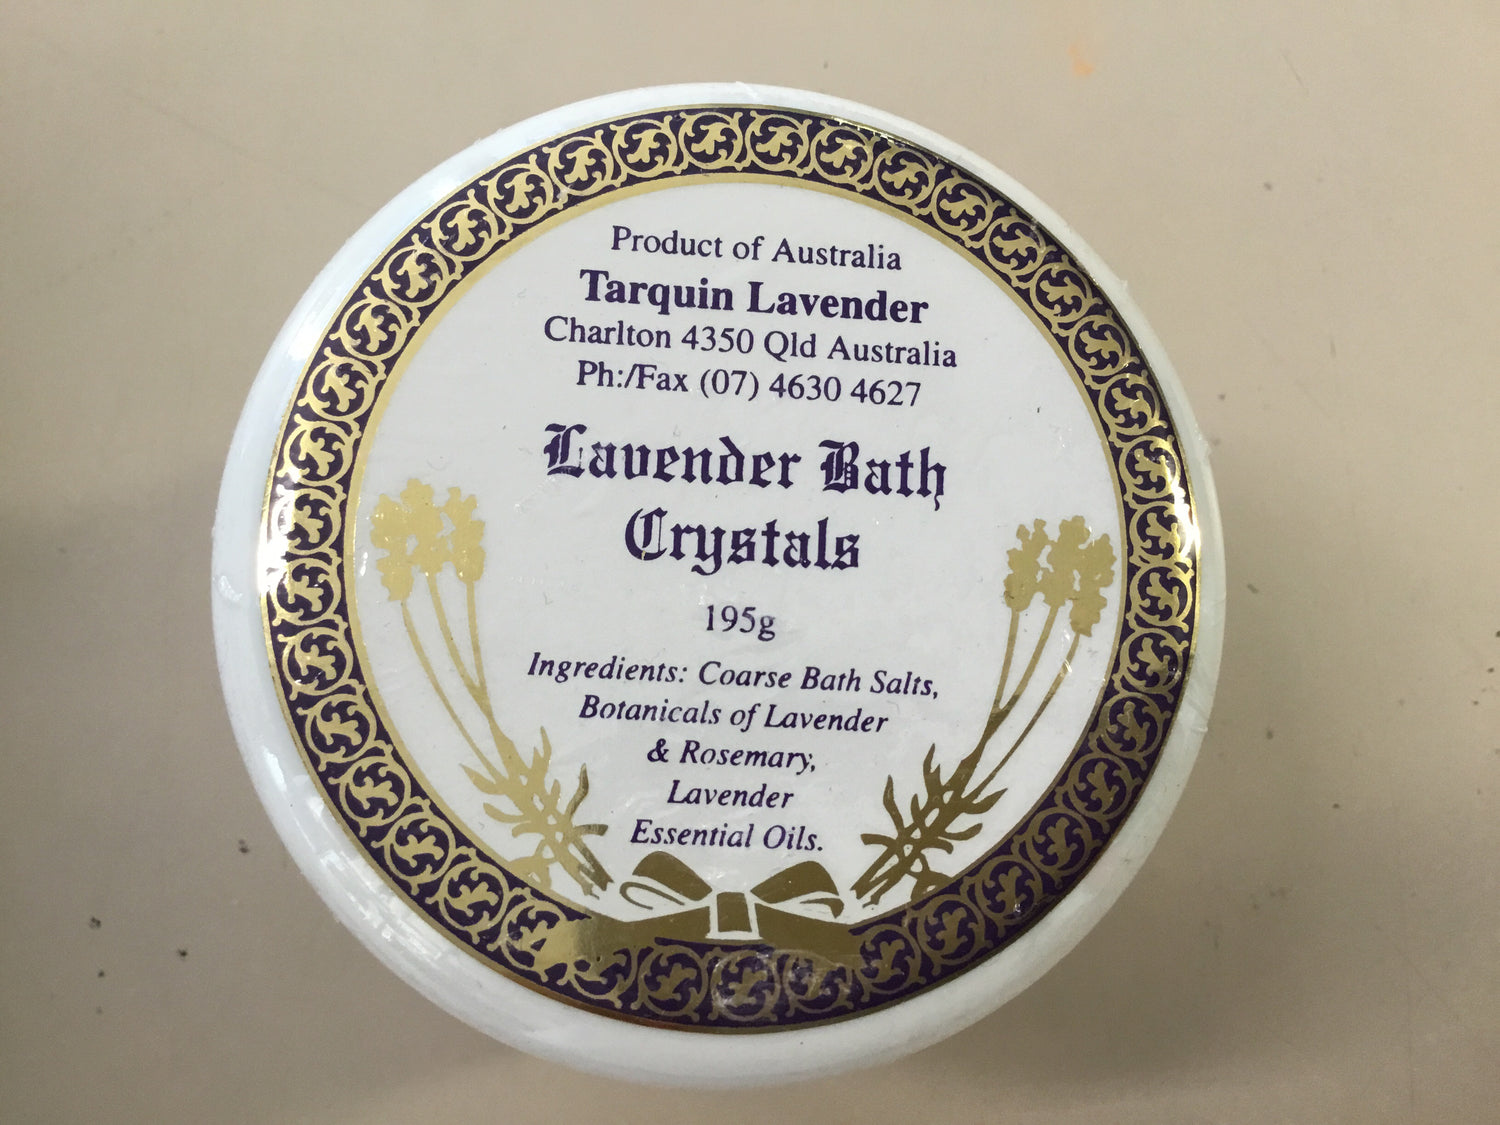 Product of Australia
Tarquin Lavender
Charlton 4350 Qld Australia
Ph:/Fax (07) 4630 4627
Lavender Bath
Crystals
195g
Ingredients: Coarse Bath Salts,
Botanicals of Lavender
& Rosemary,
Lavender
Essential Oils.